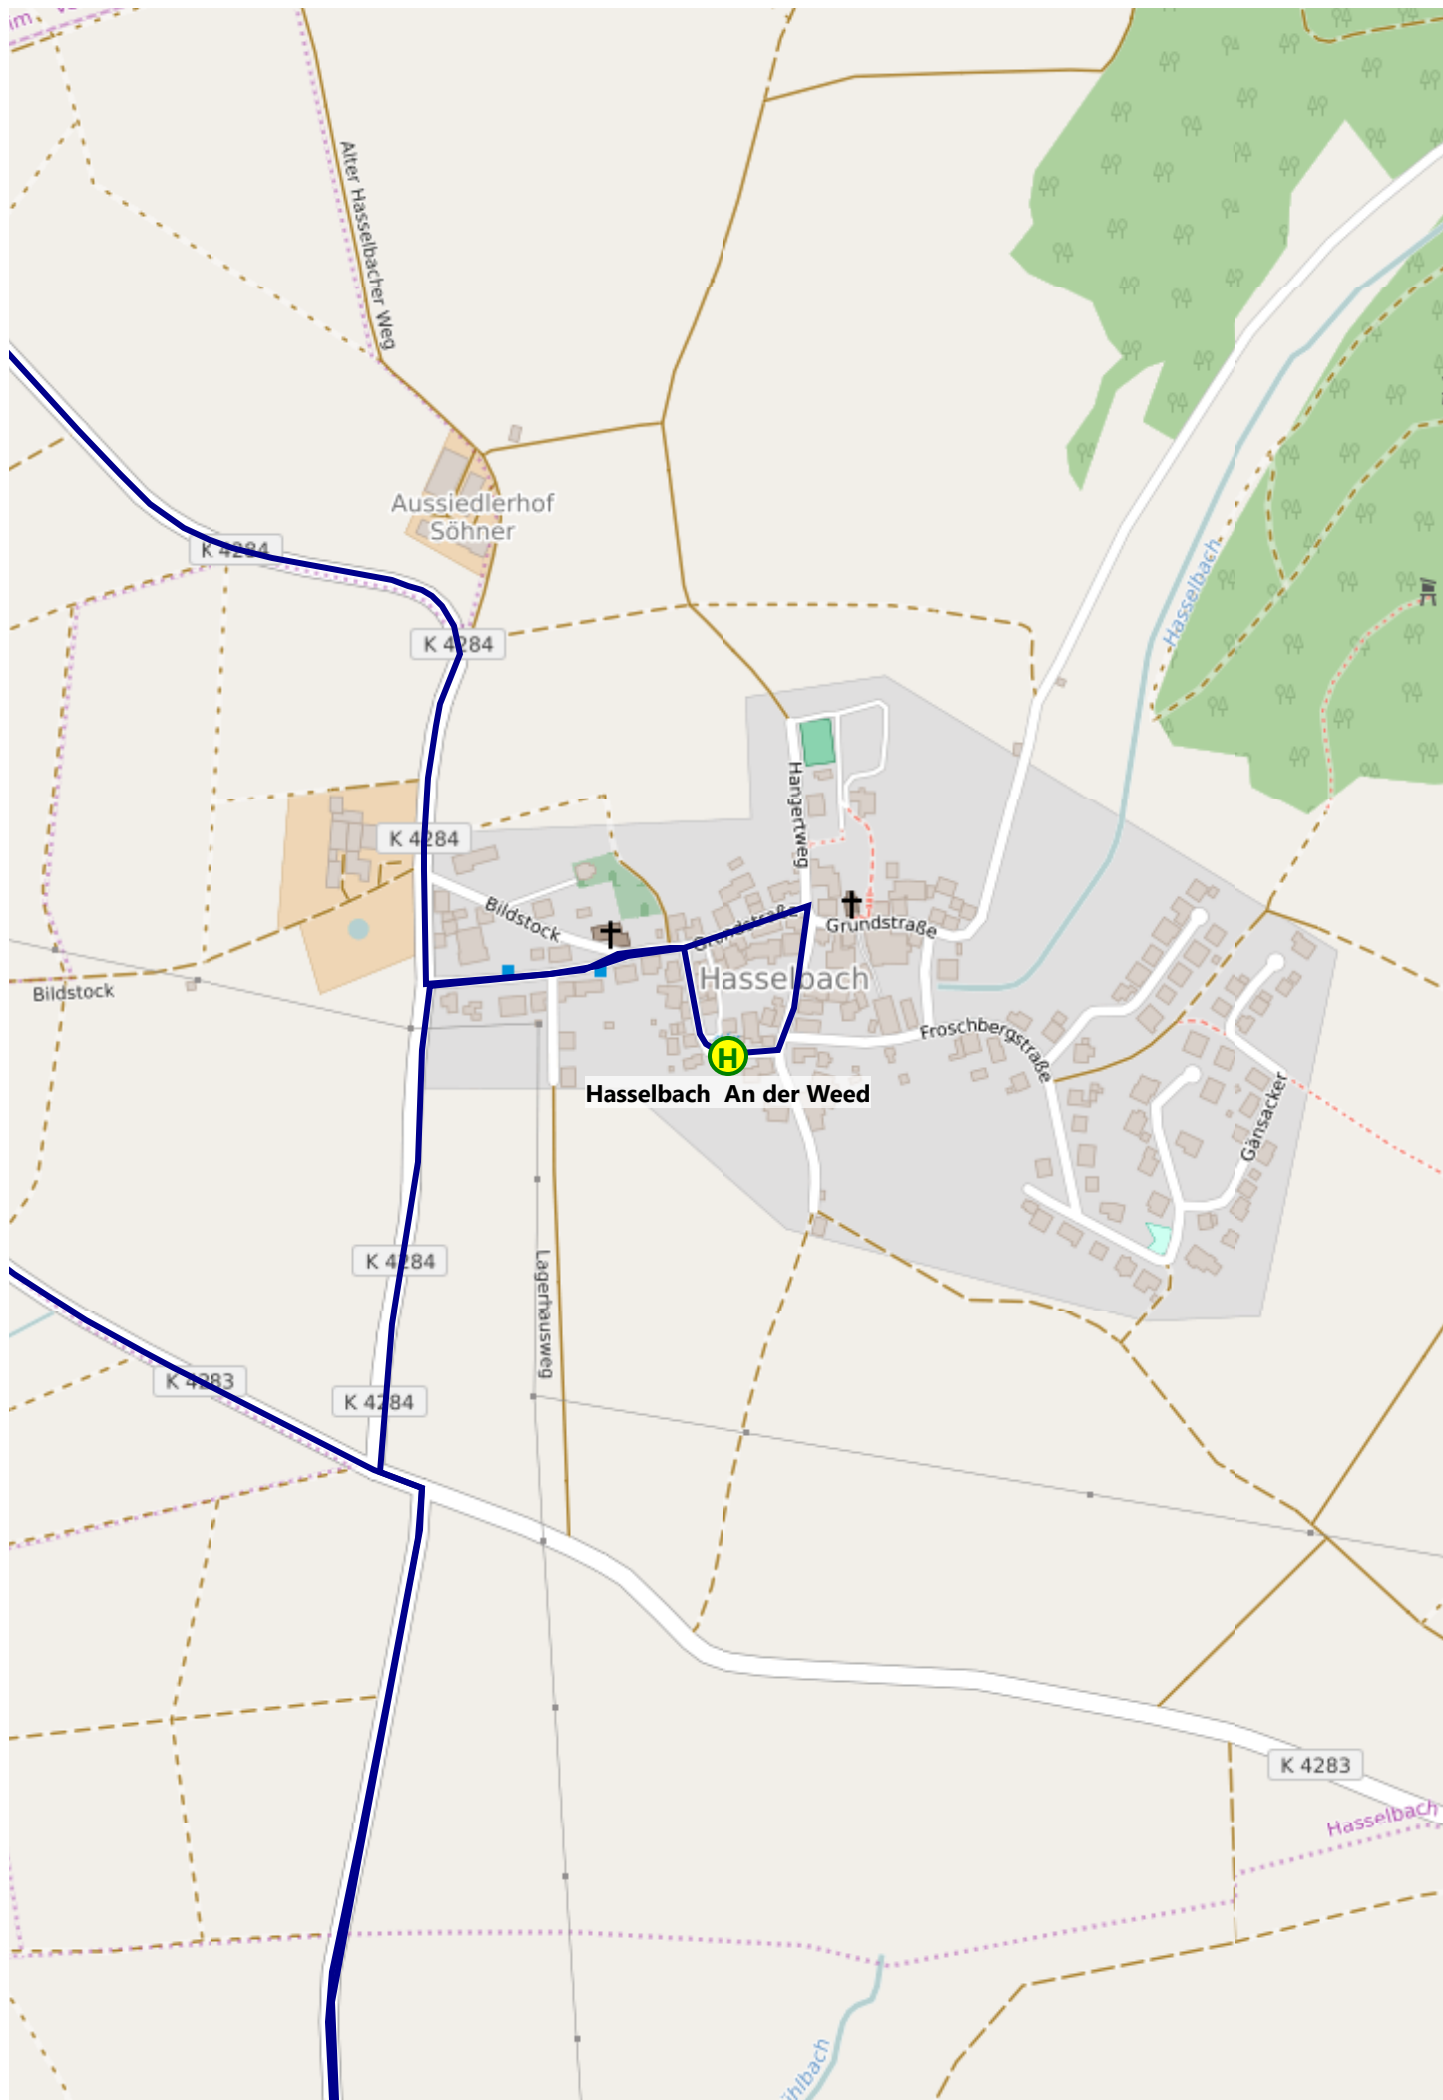 Alter Hasselbacher Weg
Aussiedlerhof
Söhner
K 4284
Hasselbach
K 4284
Hangertweg
K 4284
Bildstock
Grundstraße
Grundstraße
Hasselbach
Bildstock
Froschbergstraße
H
Hasselbach An der Weed
Gänsacker
K 4284
Lagerhausweg
K 4283
K 4284
K 4283
Hasselbach